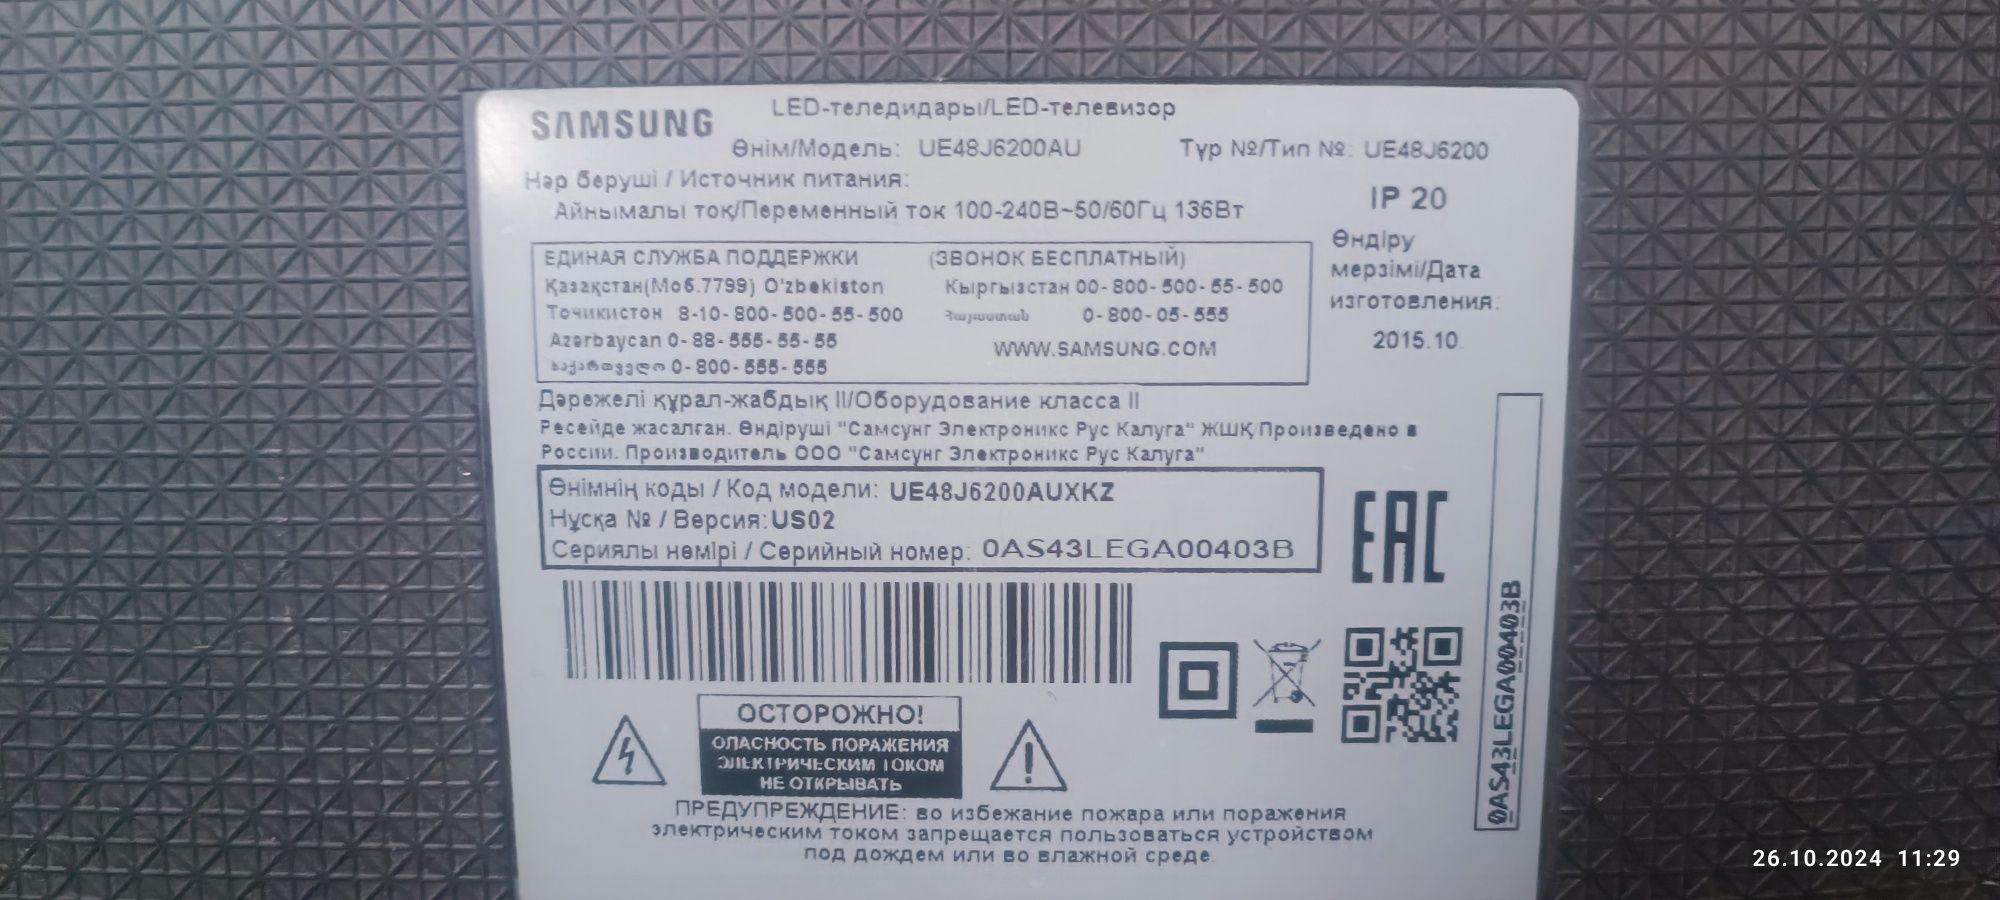 SAMSUNG
LED-теледидары/LED-телевизор
Өнім/Модель: UE48J6200AU
Түр №/Тип №: UE48J6200
Нәр беруші / Источник питания:
Айнымалы ток/Переменный ток 100-240В~50/60Гц 136Вт
IP 20
Өндіру
мерзімі/Дата
изготовления:
2015.10.
ЕДИНАЯ СЛУЖБА ПОДДЕРЖКИ (ЗВОНОК БЕСПЛАТНЫЙ)
Қазақстан(Моб.7799) O'zbekiston Кыргызстан 00-800-500-55-500
Точикистон 8-10-800-500-55-500 Հայաստան 0-800-05-555
Azərbaycan 0-88-555-55-55
WWW.SAMSUNG.COM
საქართველო 0-800-555-555
Дәрежелі құрал-жабдық II/Оборудование класса II
Ресейде жасалған. Өндіруші "Самсунг Электроникс Рус Калуга" ЖШҚ Произведено в
России. Производитель ООО "Самсунг Электроникс Рус Калуга"
Өнімнің коды / Код модели: UE48J6200AUXKZ
Нұсқа № / Версия:US02
Сериялы нөмірі / Серийный номер: 0AS43LEGA00403B
EAC
0AS43LEGA00403B
ОСТОРОЖНО!
ОПАСНОСТЬ ПОРАЖЕНИЯ
ЭЛЕКТРИЧЕСКИМ ТОКОМ
НЕ ОТКРЫВАТЬ
ПРЕДУПРЕЖДЕНИЕ: во избежание пожара или поражения
электрическим током запрещается пользоваться устройством
под дождем или во влажной среде.
26.10.2024 11:29